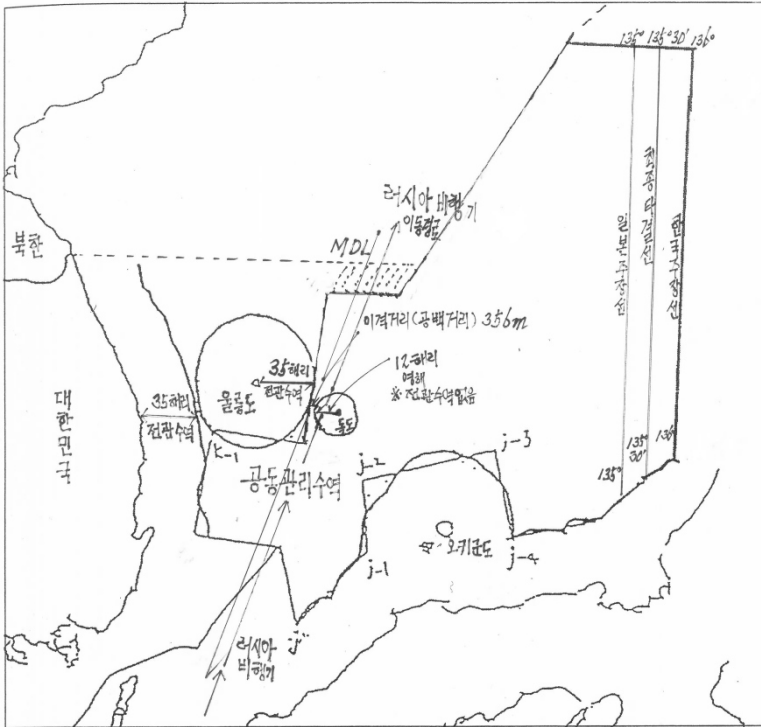 135° 135°30' 136°
러시아 비행기
이동경로
북한
MDL
일본주장선
최종타결선
한국주장선
이격거리(공백거리) 356m
35해리
전관수역
울릉도
12해리
영해
※전관수역없음
독도
대한민국
35해리
전관수역
K-1
j-2
j-3
공동관리수역
135°
135°
30'
136°
오키군도
j-1
j-4
j
러시아
비행기